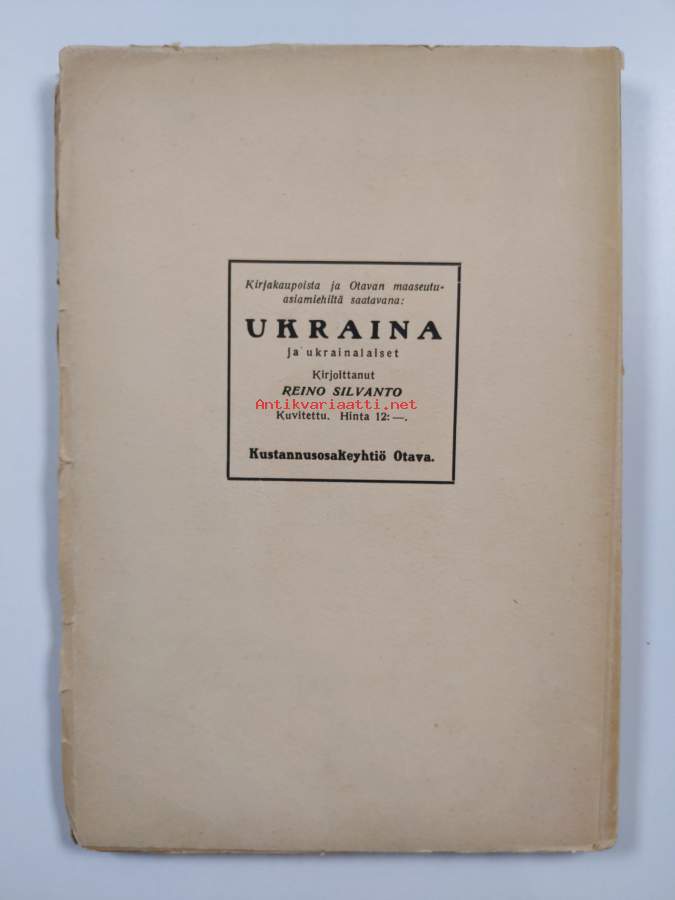 Kirjakaupoista ja Otavan maaseutu-
asiamiehiltä saatavana:
UKRAINA
ja ukrainalaiset
Kirjoittanut
REINO SILVANTO
Antikvariaatti.net
Kuvitettu. Hinta 12:—.
Kustannusosakeyhtiö Otava.